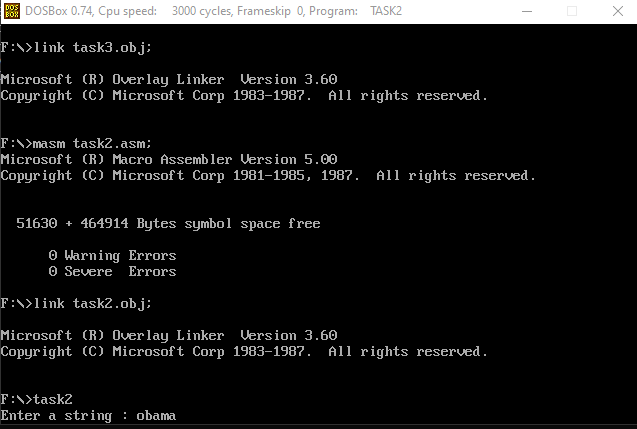 DOS BOX DOSBox 0.74, Cpu speed: 3000 cycles, Frameskip 0, Program: TASK2
F:\>link task3.obj;
Microsoft (R) Overlay Linker Version 3.60
Copyright (C) Microsoft Corp 1983-1987. All rights reserved.
F:\>masm task2.asm;
Microsoft (R) Macro Assembler Version 5.00
Copyright (C) Microsoft Corp 1981-1985, 1987. All rights reserved.
51630 + 464914 Bytes symbol space free
0 Warning Errors
0 Severe Errors
F:\>link task2.obj;
Microsoft (R) Overlay Linker Version 3.60
Copyright (C) Microsoft Corp 1983-1987. All rights reserved.
F:\>task2
Enter a string : obama